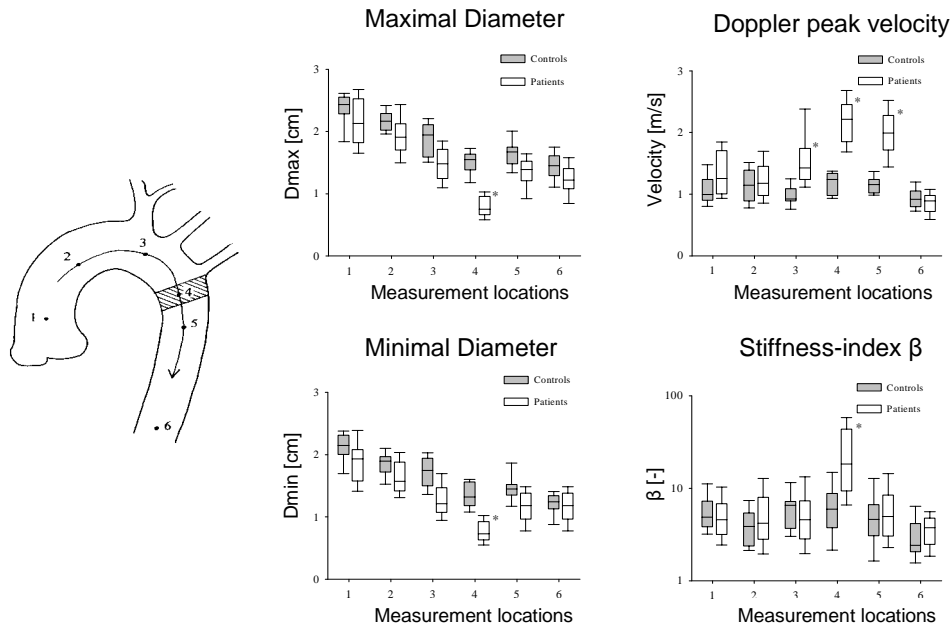 Maximal Diameter
Controls
Patients
3
2
1
0
Dmax [cm]
*
1 2 3 4 5 6
Measurement locations
Doppler peak velocity
Controls
Patients
3
2
1
0
Velocity [m/s]
* * *
1 2 3 4 5 6
Measurement locations
1
2
3
4
5
6
Minimal Diameter
Controls
Patients
3
2
1
0
Dmin [cm]
*
1 2 3 4 5 6
Measurement locations
Stiffness-index β
Controls
Patients
100
10
1
β [-]
*
1 2 3 4 5 6
Measurement locations